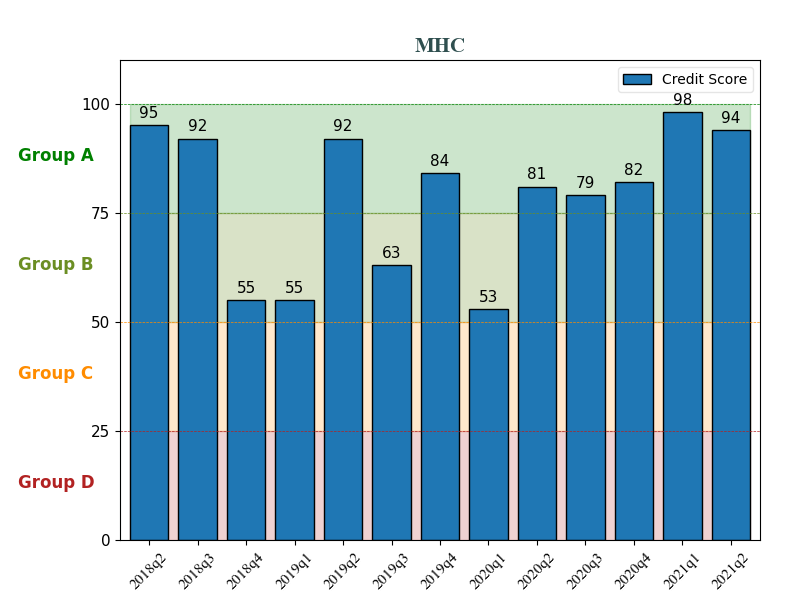 MHC
Credit Score
100
75
50
25
0
Group A
Group B
Group C
Group D
95
92
55
55
92
63
84
53
81
79
82
98
94
2018q2
2018q3
2018q4
2019q1
2019q2
2019q3
2019q4
2020q1
2020q2
2020q3
2020q4
2021q1
2021q2